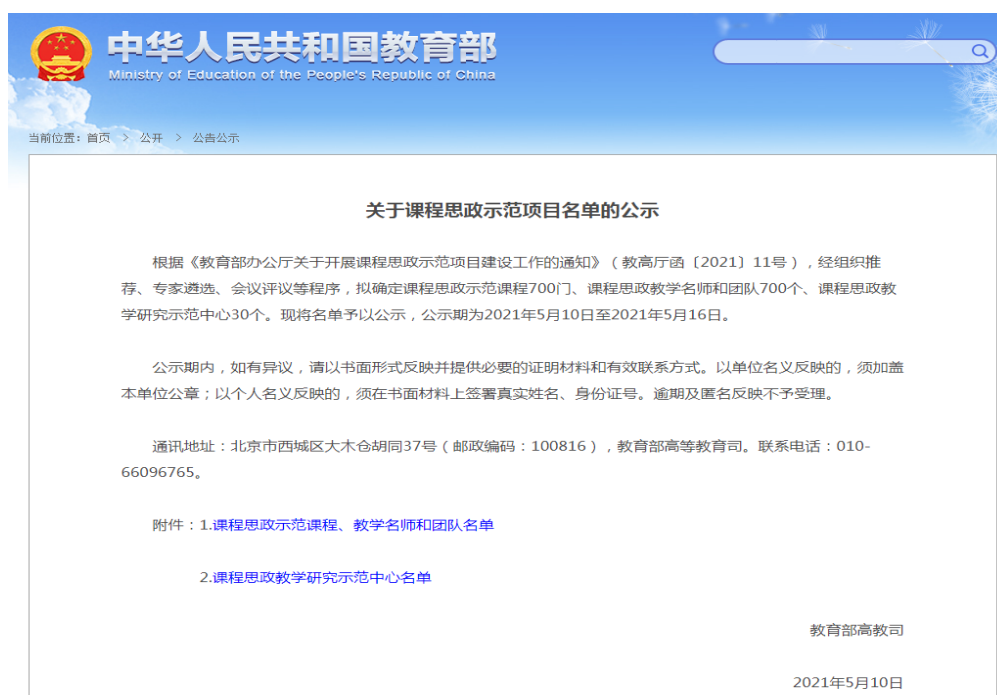 中华人民共和国教育部
Ministry of Education of the People's Republic of China
当前位置：首页 > 公开 > 公告公示
关于课程思政示范项目名单的公示
根据《教育部办公厅关于开展课程思政示范项目建设工作的通知》（教高厅函〔2021〕11号），经组织推
荐、专家遴选、会议评议等程序，拟确定课程思政示范课程700门、课程思政教学名师和团队700个、课程思政教
学研究示范中心30个。现将名单予以公示，公示期为2021年5月10日至2021年5月16日。
公示期内，如有异议，请以书面形式反映并提供必要的证明材料和有效联系方式。以单位名义反映的，须加盖
本单位公章；以个人名义反映的，须在书面材料上签署真实姓名、身份证号。逾期及匿名反映不予受理。
通讯地址：北京市西城区大木仓胡同37号（邮政编码：100816），教育部高等教育司。联系电话：010-
66096765。
附件：1.课程思政示范课程、教学名师和团队名单
2.课程思政教学研究示范中心名单
教育部高教司
2021年5月10日